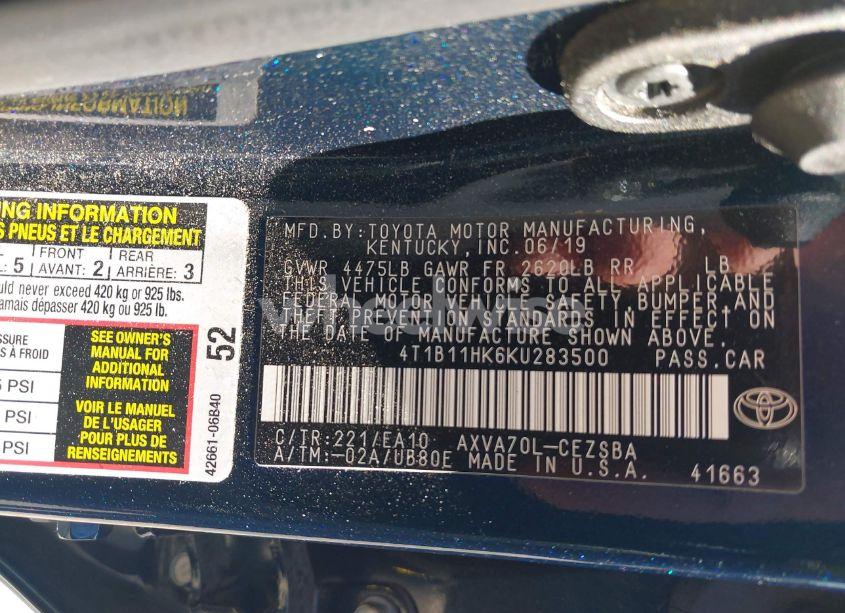 NG INFORMATION
S PNEUS ET LE CHARGEMENT
FRONT REAR
: 5 AVANT: 2 ARRIÈRE: 3
uld never exceed 420 kg or 925 lbs.
amais dépasser 420 kg ou 925 lb.
SSURE
S À FROID
PSI
PSI
PSI
SEE OWNER'S
MANUAL FOR
ADDITIONAL
INFORMATION
VOIR LE MANUEL
DE L'USAGER
POUR PLUS DE
RENSEIGNEMENTS
52
42661-06B40
MFD.BY:TOYOTA MOTOR MANUFACTURING,
KENTUCKY, INC.06/19
GVWR 4475LB GAWR FR 2620LB RR LB
THIS VEHICLE CONFORMS TO ALL APPLICABLE
FEDERAL MOTOR VEHICLE SAFETY, BUMPER, AND
THEFT PREVENTION STANDARDS IN EFFECT ON
THE DATE OF MANUFACTURE SHOWN ABOVE.
4T1B11HK6KU283500 PASS.CAR
C/TR:221/EA10 AXVA70L-CEZSBA
A/TM:-02A/UB80E MADE IN U.S.A.
41663
TOYOTA